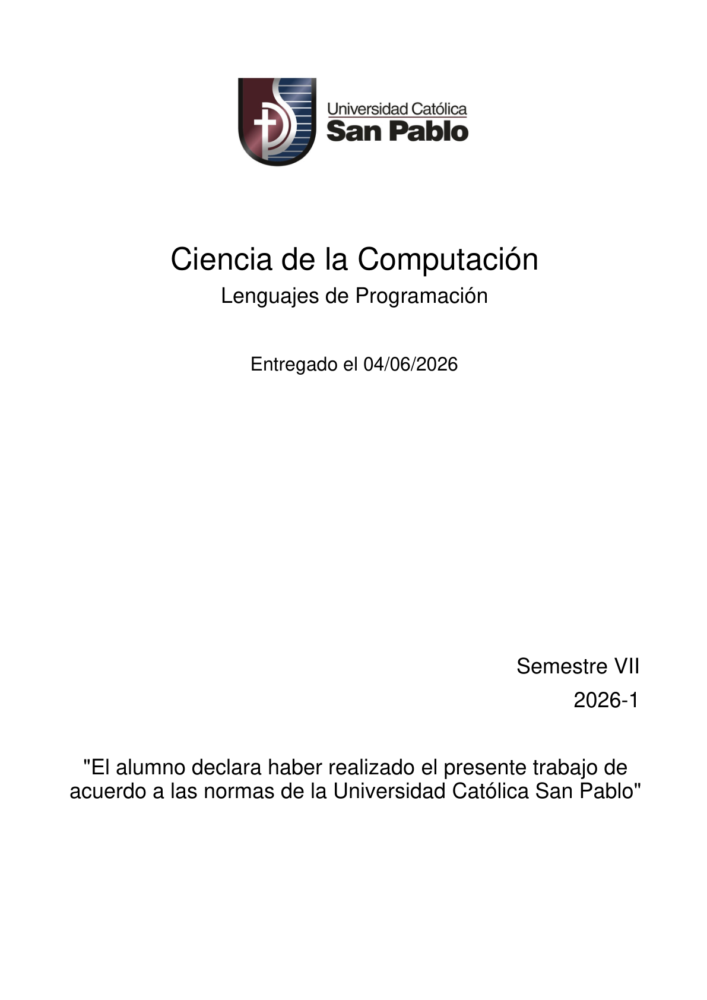 Universidad Católica
San Pablo
Ciencia de la Computación
Lenguajes de Programación
Entregado el 04/06/2026
Semestre VII
2026-1
"El alumno declara haber realizado el presente trabajo de
acuerdo a las normas de la Universidad Católica San Pablo"